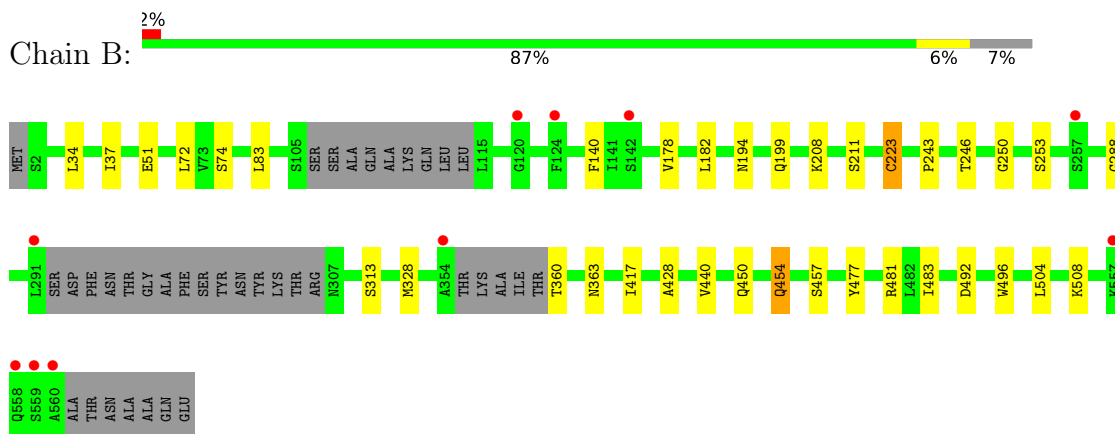 2%
Chain B:
87% 6% 7%
MET S2 L34 I37 E51 L72 V73 S74 L83 S105 SER SER ALA GLN ALA LYS GLN LEU LEU L115 G120 F124 F140 I141 S142 V178 L182 N194 Q199 K208 S211 C223 P243 T246 G250 S253 S257
L291 SER ASP PHE ASN THR GLY ALA PHE SER TYR ASN TYR LYS THR ARG N307 S313 M328 A354 THR LYS ALA ILE THR T360 N363 I417 A428 V440 Q450 Q454 S457 Y477 R481 L482 I483 D492 W496 L504 K508 K557
Q558 S559 A560 ALA THR ASN ALA ALA GLN GLU